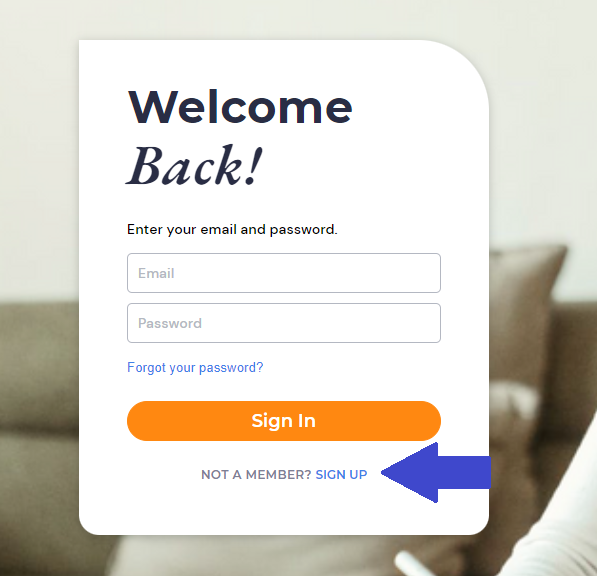 Welcome
Back!
Enter your email and password.
Email
Password
Forgot your password?
Sign In
NOT A MEMBER? SIGN UP